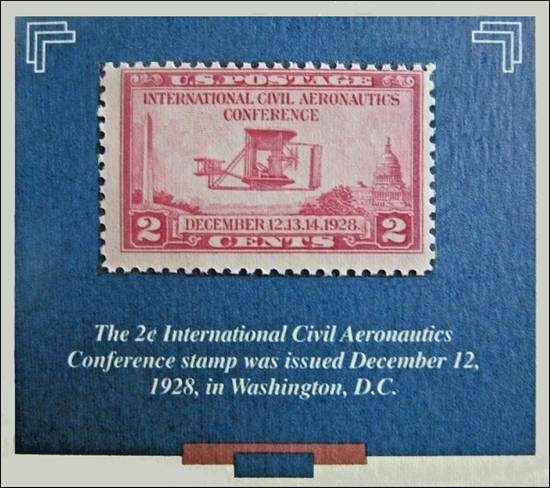 U.S. POSTAGE
INTERNATIONAL CIVIL AERONAUTICS
CONFERENCE
2 DECEMBER 12.13.14.1928. 2
CENTS
The 2¢ International Civil Aeronautics
Conference stamp was issued December 12,
1928, in Washington, D.C.